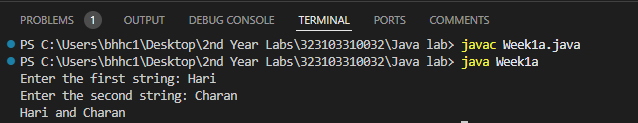 PROBLEMS 1 OUTPUT DEBUG CONSOLE TERMINAL PORTS COMMENTS
PS C:\Users\bhhc1\Desktop\2nd Year Labs\323103310032\Java lab> javac Week1a.java
PS C:\Users\bhhc1\Desktop\2nd Year Labs\323103310032\Java lab> java Week1a
Enter the first string: Hari
Enter the second string: Charan
Hari and Charan